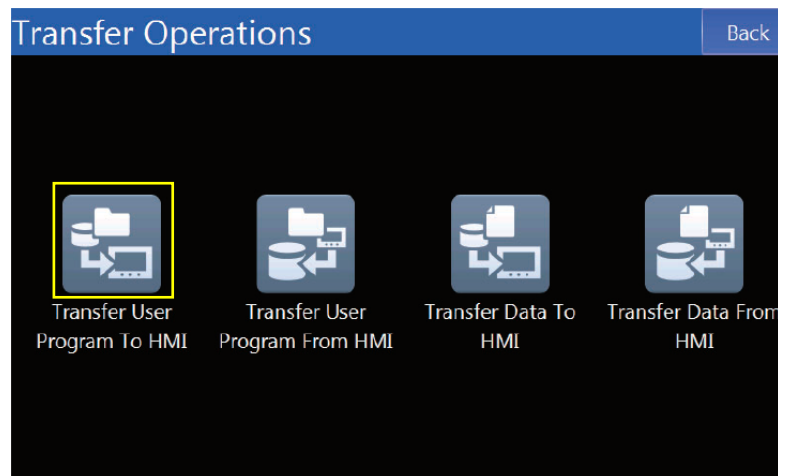 Transfer Operations
Back
Transfer User
Program To HMI
Transfer User
Program From HMI
Transfer Data To
HMI
Transfer Data From
HMI